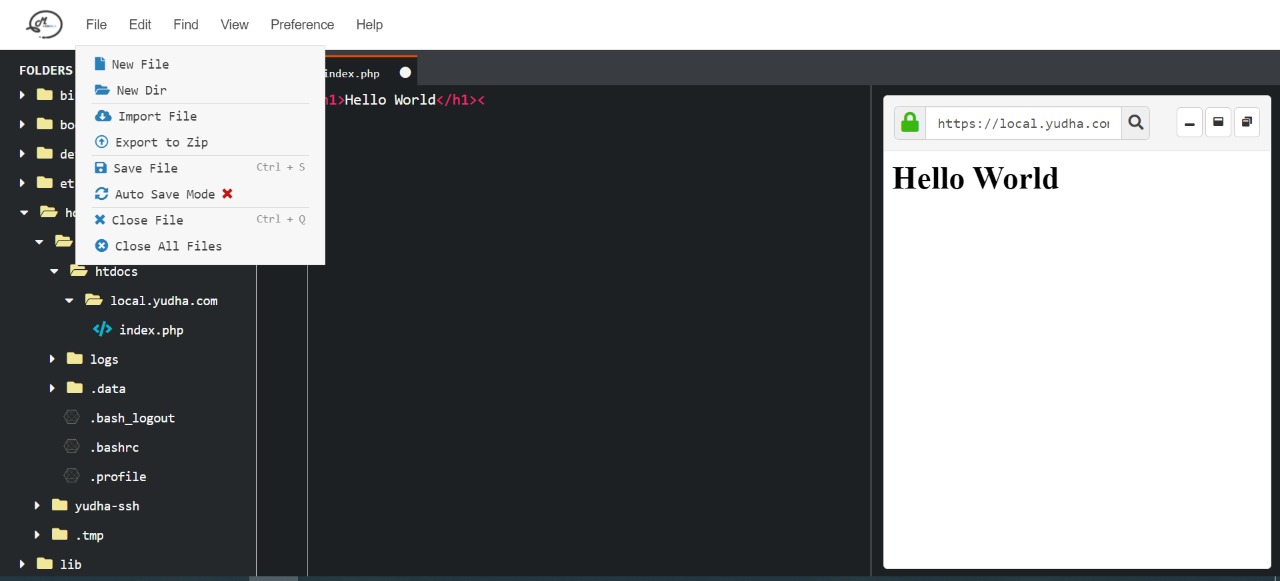 File Edit Find View Preference Help
New File
New Dir
Import File
Export to Zip
Save File Ctrl + S
Auto Save Mode
Close File Ctrl + Q
Close All Files
FOLDERS
bi
bo
de
et
ho
htdocs
local.yudha.com
index.php
logs
.data
.bash_logout
.bashrc
.profile
yudha-ssh
.tmp
lib
index.php
h1>Hello World</h1><
https://local.yudha.co
Hello World